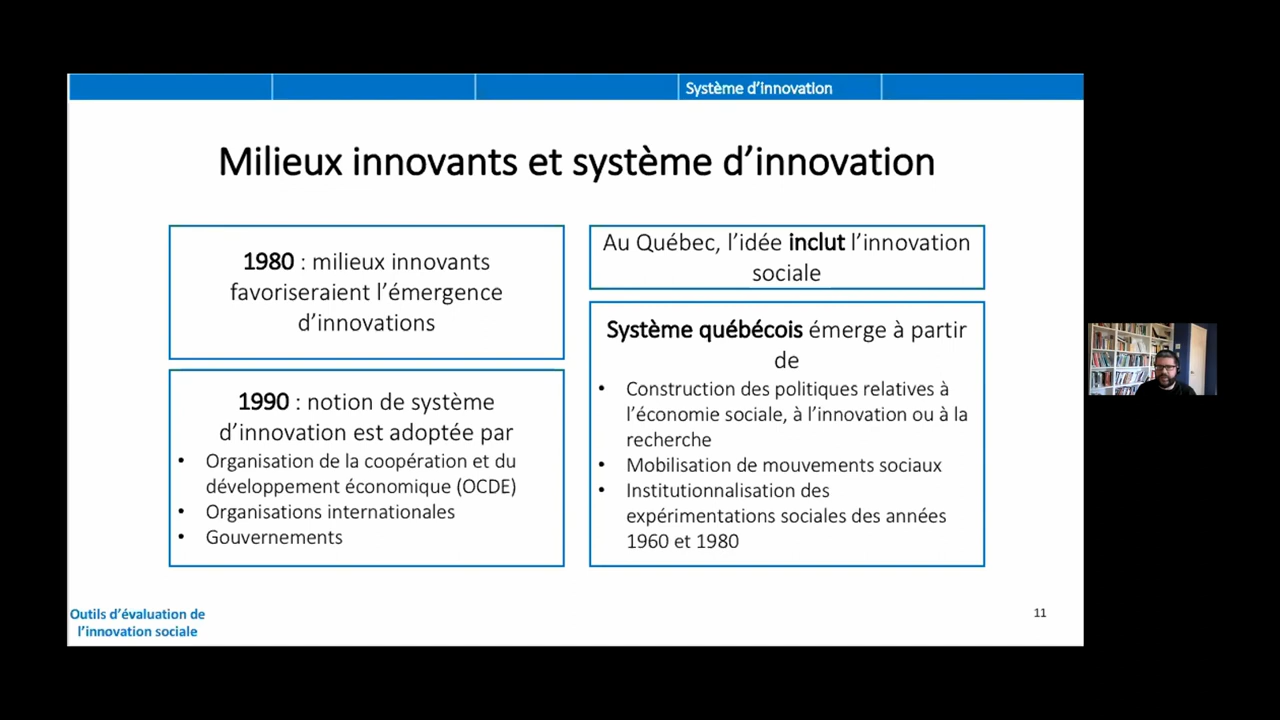 Système d’innovation
Milieux innovants et système d’innovation
1980 : milieux innovants
favoriseraient l’émergence
d’innovations
1990 : notion de système
d’innovation est adoptée par
• Organisation de la coopération et du
développement économique (OCDE)
• Organisations internationales
• Gouvernements
Au Québec, l’idée inclut l’innovation
sociale
Système québécois émerge à partir
de
• Construction des politiques relatives à
l’économie sociale, à l’innovation ou à la
recherche
• Mobilisation de mouvements sociaux
• Institutionnalisation des
expérimentations sociales des années
1960 et 1980
Outils d’évaluation de
l’innovation sociale
11